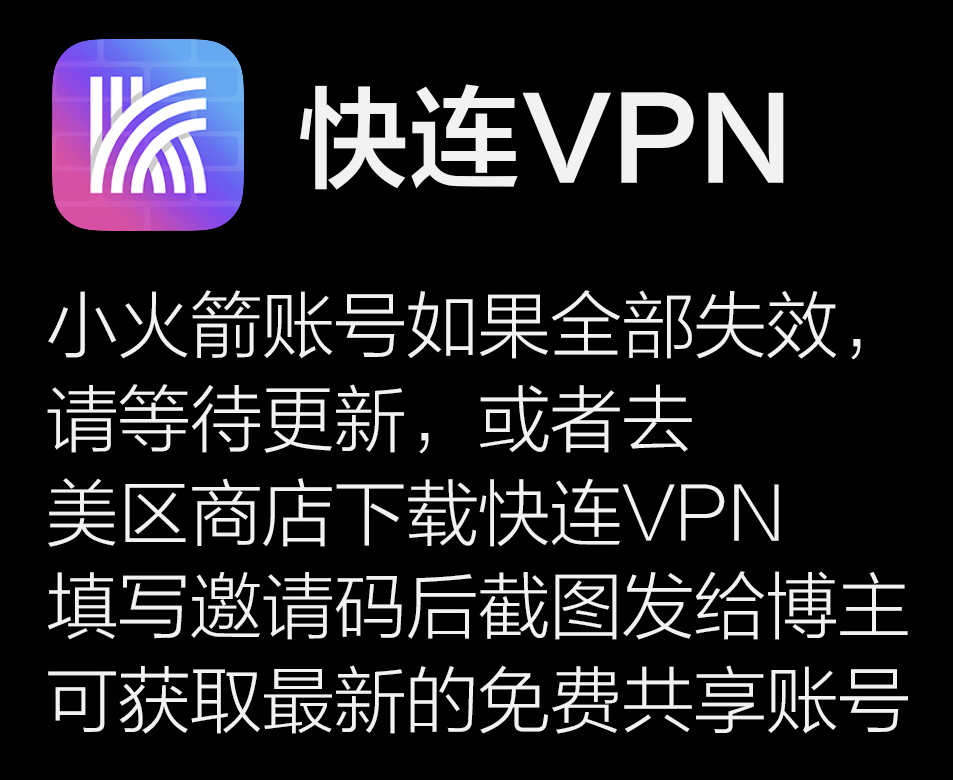 快连VPN
小火箭账号如果全部失效，
请等待更新，或者去
美区商店下载快连VPN
填写邀请码后截图发给博主
可获取最新的免费共享账号